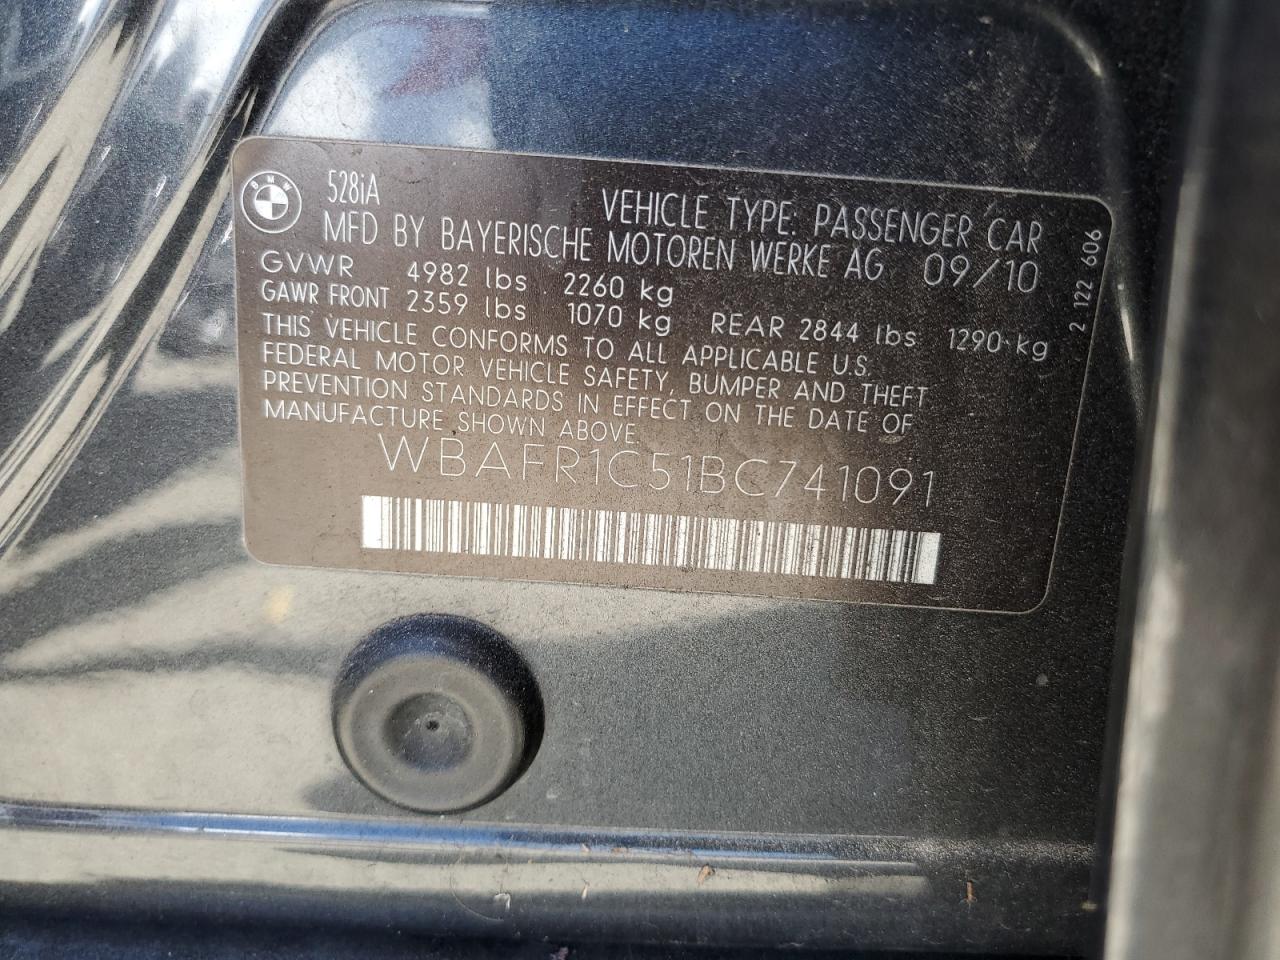 BMW
528iA VEHICLE TYPE: PASSENGER CAR
MFD BY BAYERISCHE MOTOREN WERKE AG 09/10
GVWR 4982 lbs 2260 kg
GAWR FRONT 2359 lbs 1070 kg REAR 2844 lbs 1290 kg
THIS VEHICLE CONFORMS TO ALL APPLICABLE U.S.
FEDERAL MOTOR VEHICLE SAFETY, BUMPER AND THEFT
PREVENTION STANDARDS IN EFFECT ON THE DATE OF
MANUFACTURE SHOWN ABOVE.
WBAFR1C51BC741091
2 122 606